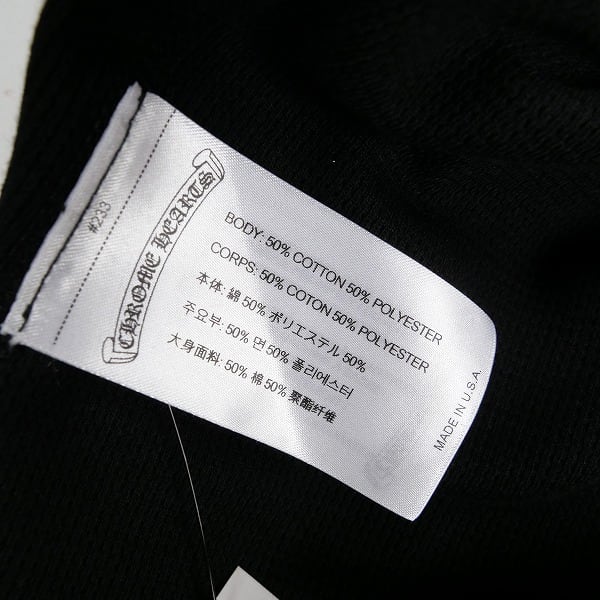 #233
CHROME HEARTS
BODY: 50% COTTON 50% POLYESTER
CORPS: 50% COTON 50% POLYESTER
本体: 綿 50% ポリエステル 50%
주요부: 50% 면 50% 폴리에스터
大身面料: 50% 棉 50% 聚酯纤维
MADE IN U.S.A.